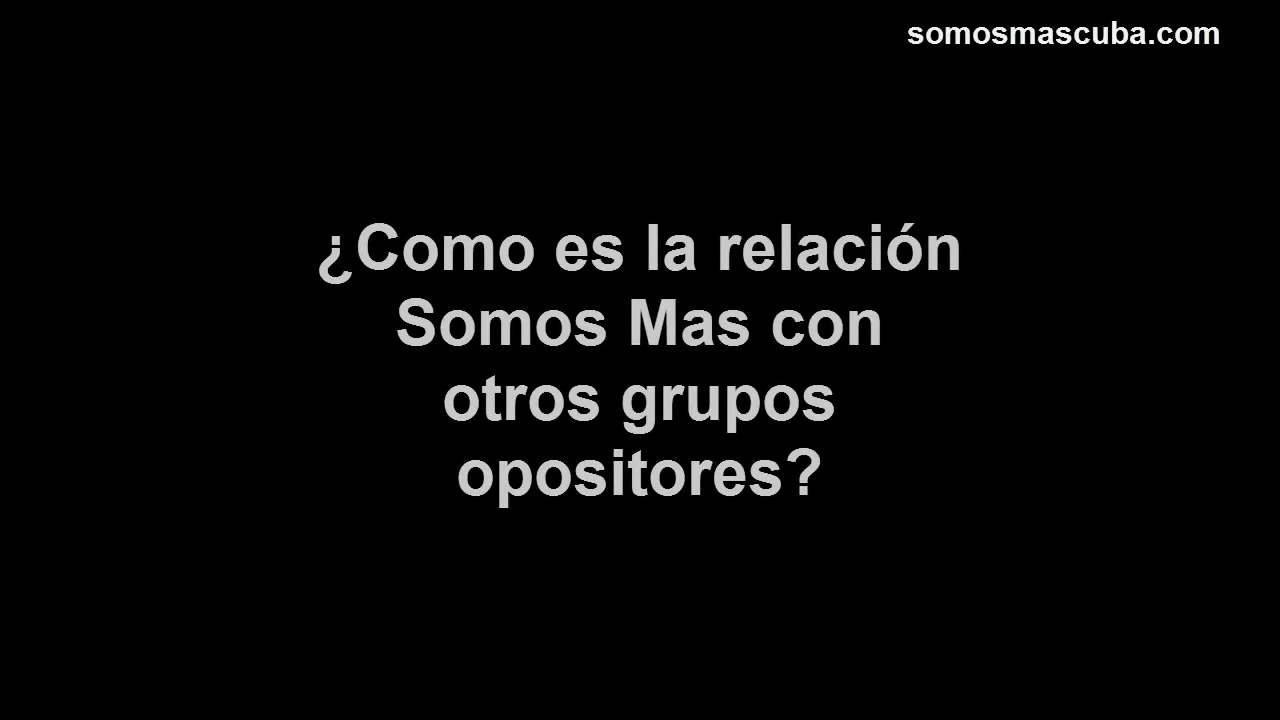 somosmascuba.com
¿Como es la relación
Somos Mas con
otros grupos
opositores?